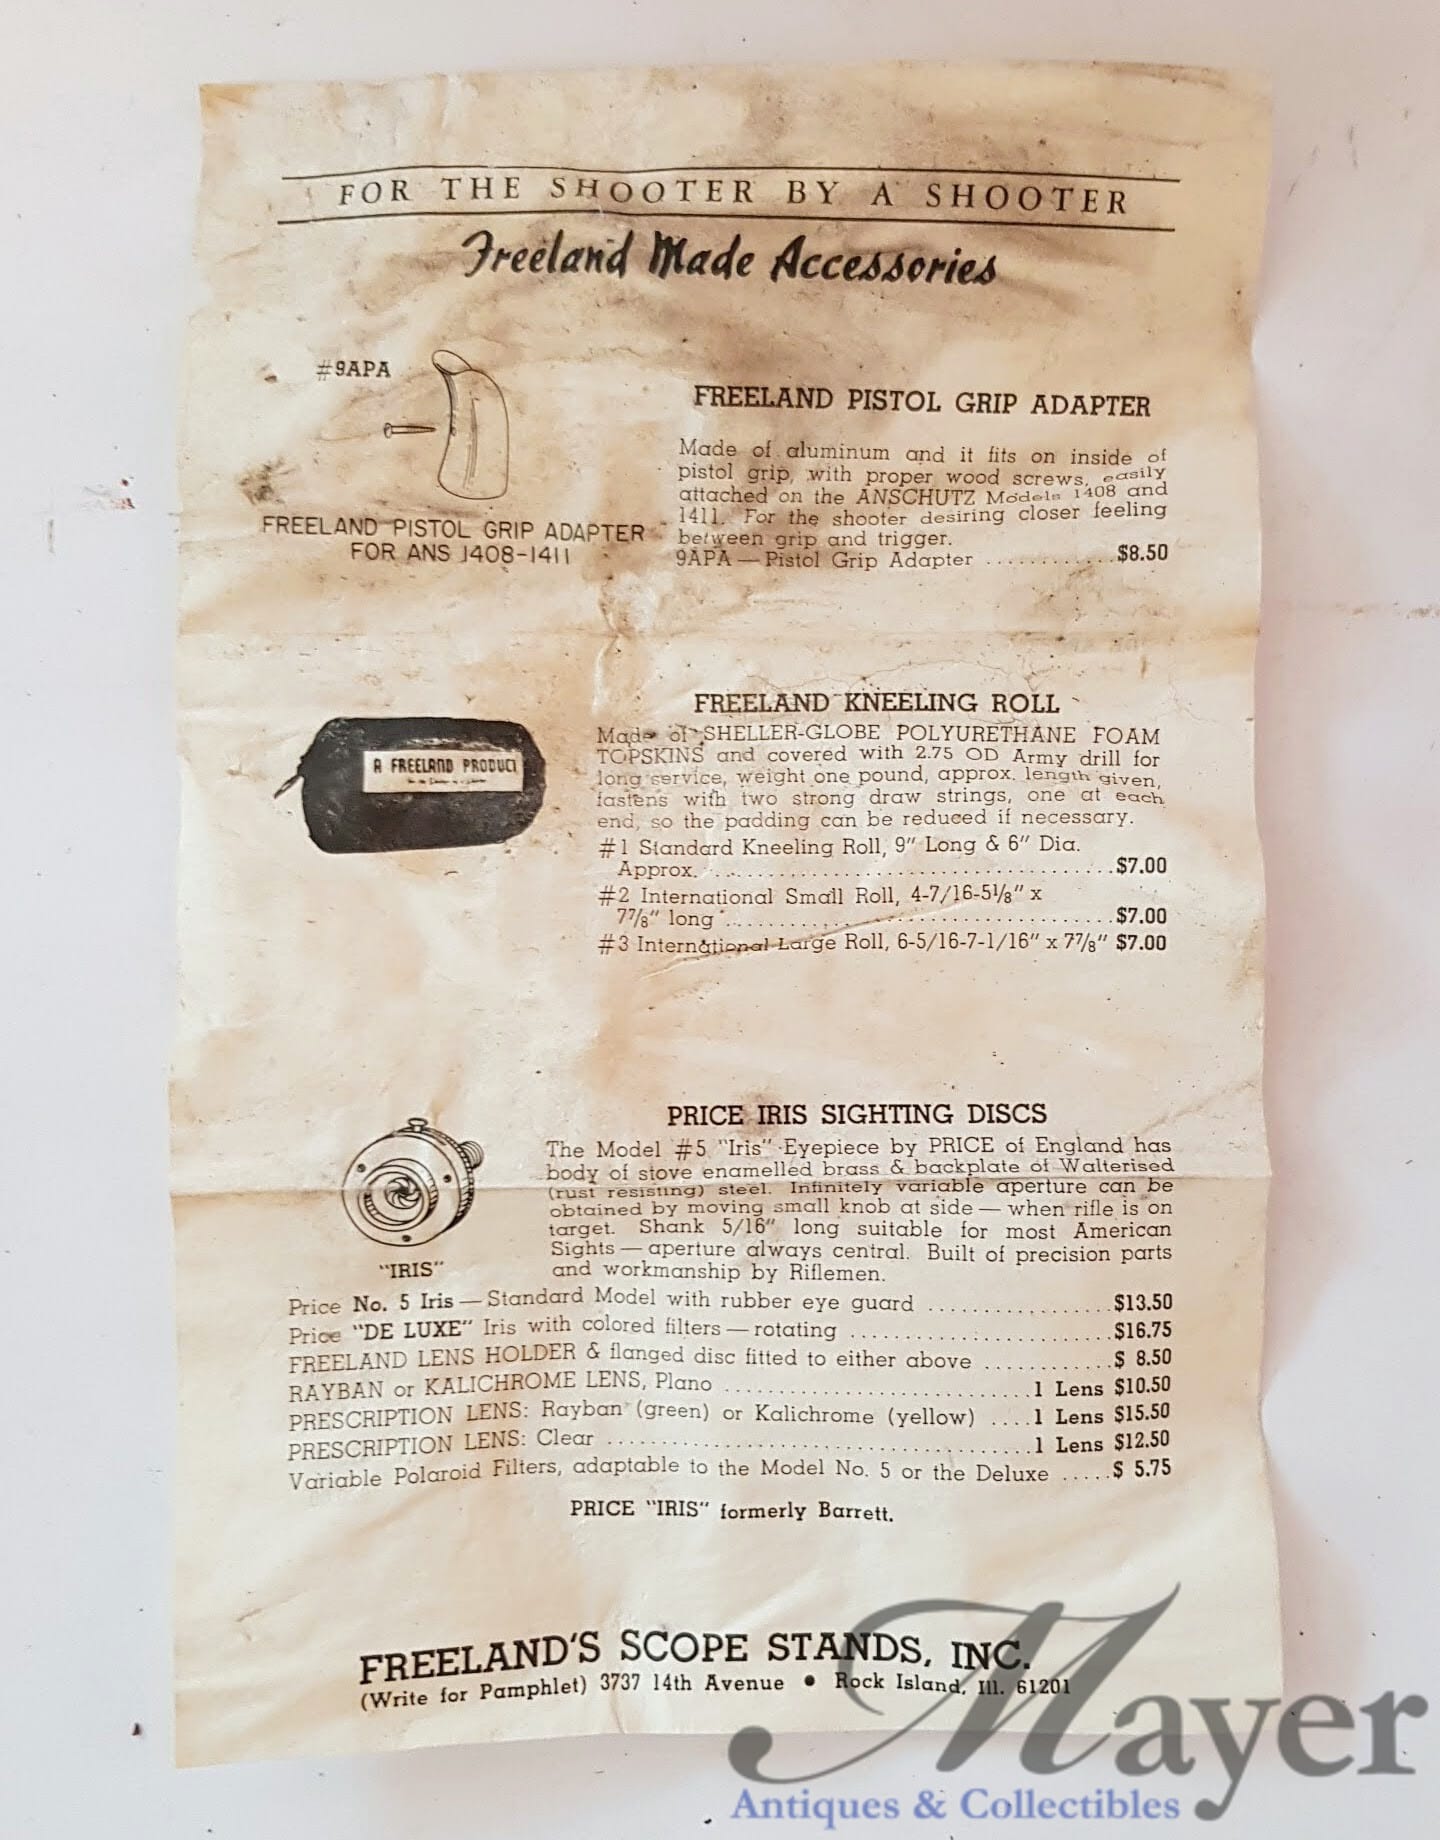 FOR THE SHOOTER BY A SHOOTER
Freeland Made Accessories
#9APA
FREELAND PISTOL GRIP ADAPTER
FOR ANS 1408-1411
FREELAND PISTOL GRIP ADAPTER
Made of aluminum and it fits on inside of
pistol grip, with proper wood screws, easily
attached on the ANSCHUTZ Models 1408 and
1411. For the shooter desiring closer feeling
between grip and trigger.
9APA — Pistol Grip Adapter ............$8.50
A FREELAND PRODUCT
FREELAND KNEELING ROLL
Made of SHELLER-GLOBE POLYURETHANE FOAM
TOPSKINS and covered with 2.75 OD Army drill for
long service, weight one pound, approx. length given,
fastens with two strong draw strings, one at each
end, so the padding can be reduced if necessary.
#1 Standard Kneeling Roll, 9" Long & 6" Dia.
Approx. .......................................$7.00
#2 International Small Roll, 4-7/16-5⅛" x
7⅞" long .....................................$7.00
#3 International Large Roll, 6-5/16-7-1/16" x 7⅞" $7.00
PRICE IRIS SIGHTING DISCS
The Model #5 "Iris" Eyepiece by PRICE of England has
body of stove enamelled brass & backplate of Walterised
(rust resisting) steel. Infinitely variable aperture can be
obtained by moving small knob at side — when rifle is on
target. Shank 5/16" long suitable for most American
Sights — aperture always central. Built of precision parts
and workmanship by Riflemen.
"IRIS"
Price No. 5 Iris — Standard Model with rubber eye guard .................$13.50
Price "DE LUXE" Iris with colored filters — rotating ........................$16.75
FREELAND LENS HOLDER & flanged disc fitted to either above ............$ 8.50
RAYBAN or KALICHROME LENS, Plano ............................1 Lens $10.50
PRESCRIPTION LENS: Rayban (green) or Kalichrome (yellow) ....1 Lens $15.50
PRESCRIPTION LENS: Clear ......................................1 Lens $12.50
Variable Polaroid Filters, adaptable to the Model No. 5 or the Deluxe .....$ 5.75
PRICE "IRIS" formerly Barrett.
FREELAND'S SCOPE STANDS, INC.
(Write for Pamphlet) 3737 14th Avenue • Rock Island, Ill. 61201
Mayer
Antiques & Collectibles